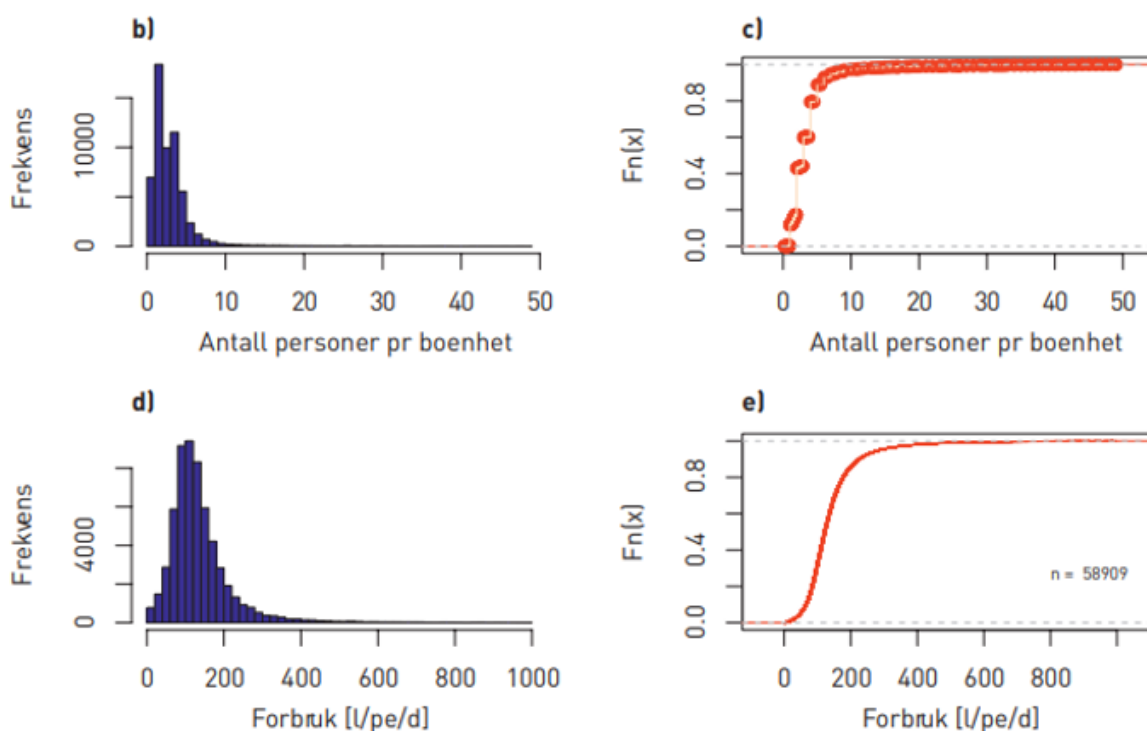 b)
Frekvens
0
10000
0
10
20
30
40
50
Antall personer pr boenhet
c)
Fn(x)
0.0
0.4
0.8
0
10
20
30
40
50
Antall personer pr boenhet
d)
Frekvens
0
4000
0
200
400
600
800
1000
Forbruk [l/pe/d]
e)
Fn(x)
0.0
0.4
0.8
n = 58909
0
200
400
600
800
Forbruk [l/pe/d]